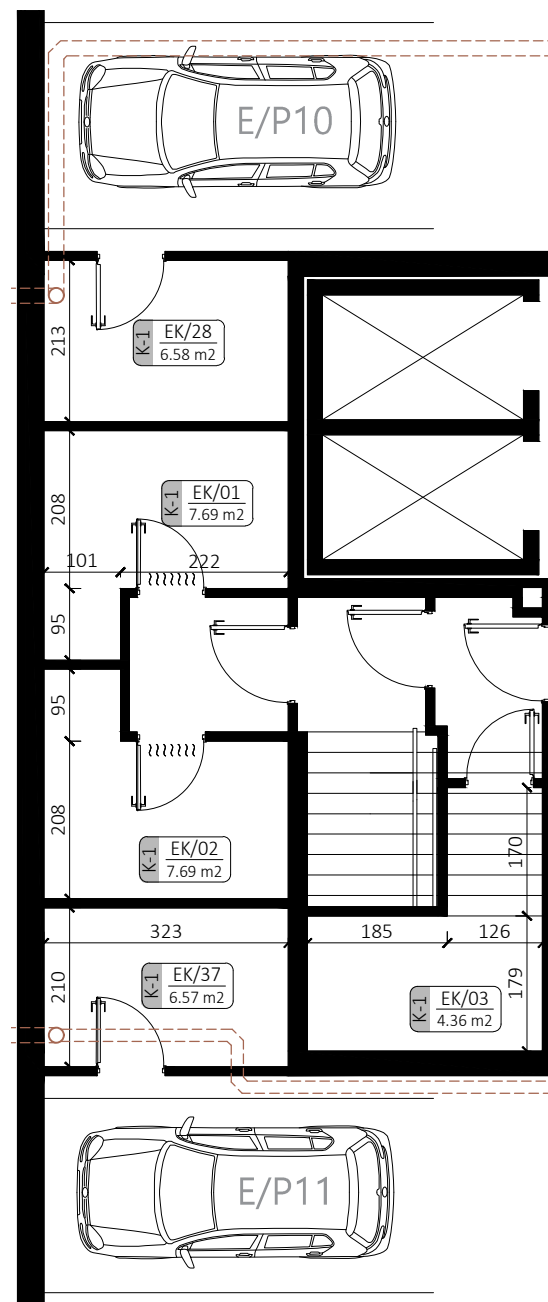 E/P10
213
K-1
EK/28
6.58 m2
208
K-1
EK/01
7.69 m2
101
222
95
95
208
K-1
EK/02
7.69 m2
170
323
185
126
210
K-1
EK/37
6.57 m2
179
K-1
EK/03
4.36 m2
E/P11